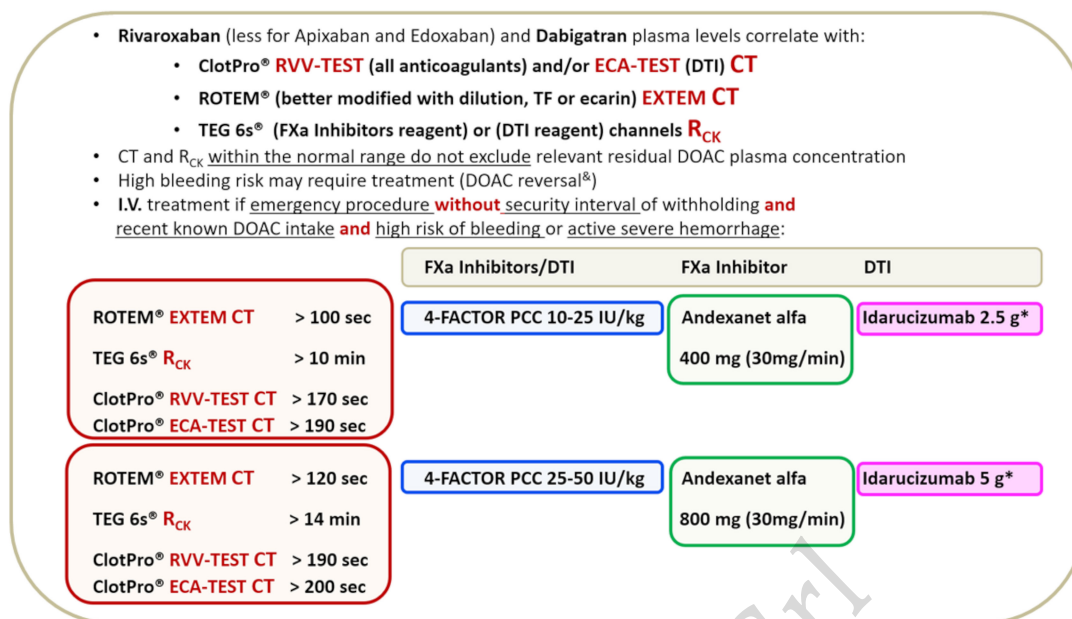 • Rivaroxaban (less for Apixaban and Edoxaban) and Dabigatran plasma levels correlate with:
• ClotPro® RVV-TEST (all anticoagulants) and/or ECA-TEST (DTI) CT
• ROTEM® (better modified with dilution, TF or ecarin) EXTEM CT
• TEG 6s® (FXa Inhibitors reagent) or (DTI reagent) channels RCK
• CT and RCK within the normal range do not exclude relevant residual DOAC plasma concentration
• High bleeding risk may require treatment (DOAC reversal&)
• I.V. treatment if emergency procedure without security interval of withholding and
recent known DOAC intake and high risk of bleeding or active severe hemorrhage:
FXa Inhibitors/DTI FXa Inhibitor DTI
ROTEM® EXTEM CT > 100 sec 4-FACTOR PCC 10-25 IU/kg Andexanet alfa Idarucizumab 2.5 g*
TEG 6s® RCK > 10 min 400 mg (30mg/min)
ClotPro® RVV-TEST CT > 170 sec
ClotPro® ECA-TEST CT > 190 sec
ROTEM® EXTEM CT > 120 sec 4-FACTOR PCC 25-50 IU/kg Andexanet alfa Idarucizumab 5 g*
TEG 6s® RCK > 14 min 800 mg (30mg/min)
ClotPro® RVV-TEST CT > 190 sec
ClotPro® ECA-TEST CT > 200 sec